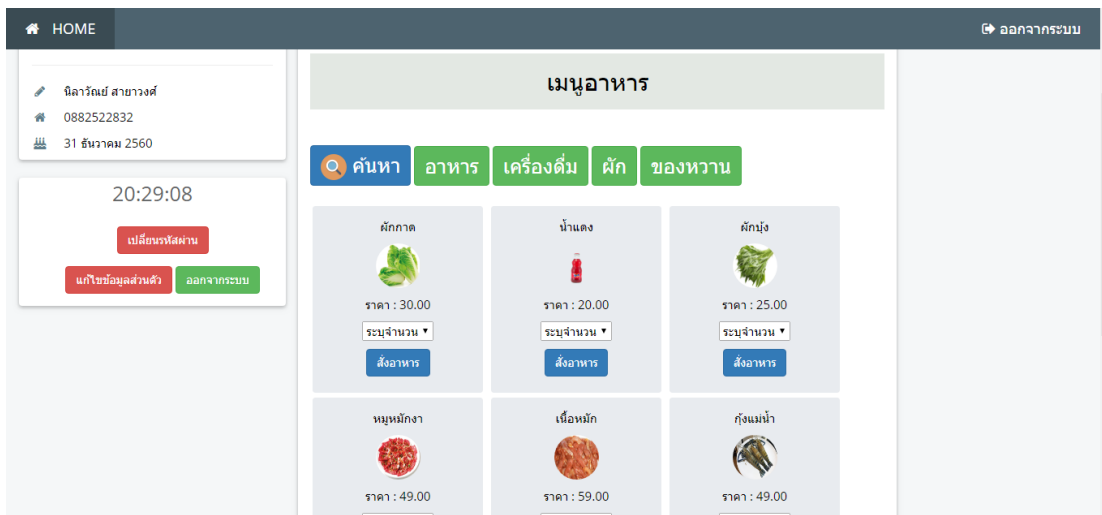 HOME
ออกจากระบบ
นิลาวัณย์ สายาวงศ์
0882522832
31 ธันวาคม 2560
20:29:08
เปลี่ยนรหัสผ่าน
แก้ไขข้อมูลส่วนตัว
ออกจากระบบ
เมนูอาหาร
ค้นหา
อาหาร
เครื่องดื่ม
ผัก
ของหวาน
ผักกาด
ราคา : 30.00
ระบุจำนวน
สั่งอาหาร
น้ำแดง
ราคา : 20.00
ระบุจำนวน
สั่งอาหาร
ผักบุ้ง
ราคา : 25.00
ระบุจำนวน
สั่งอาหาร
หมูหมักงา
ราคา : 49.00
เนื้อหมัก
ราคา : 59.00
กุ้งแม่น้ำ
ราคา : 49.00